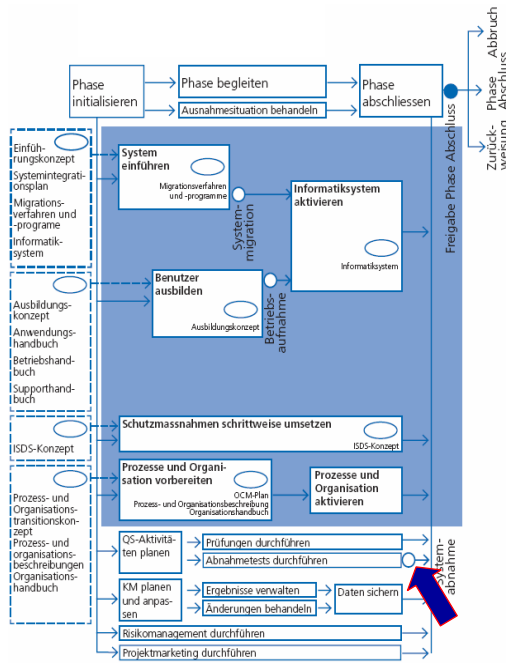 Abbruch
Phase
Abschluss
Zurück-
weisung
Phase
initialisieren
Phase begleiten
Ausnahmesituation behandeln
Phase
abschliessen
Freigabe Phase Abschluss
Einfüh-
rungskonzept
Systemintegrati-
onsplan
Migrations-
verfahren und
-programe
Informatik-
system
System
einführen
Migrationsverfahren
und -programme
System-
migration
Informatiksystem
aktivieren
Informatiksystem
Ausbildungs-
konzept
Anwendungs-
handbuch
Betriebshand-
buch
Supporthand-
buch
Benutzer
ausbilden
Ausbildungskonzept
Betriebs-
aufnahme
ISDS-Konzept
Schutzmassnahmen schrittweise umsetzen
ISDS-Konzept
Prozess- und
Organisations-
transitionskon-
zept
Prozess- und
organisations-
beschreibungen
Organisations-
handbuch
Prozesse und Organi-
sation vorbereiten
OCM-Plan
Prozess- und Organisationsbeschreibung
Organisationshandbuch
Prozesse und
Organisation
aktivieren
QS-Aktivitä-
ten planen
Prüfungen durchführen
Abnahmetests durchführen
System-
abnahme
KM planen
und anpas-
sen
Ergebnisse verwalten
Änderungen behandeln
Daten sichern
Risikomanagement durchführen
Projektmarketing durchführen